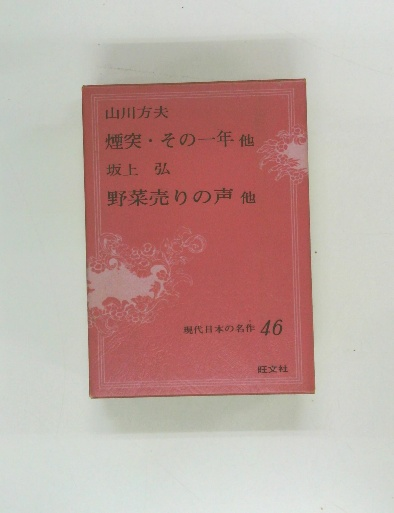 山川方夫
煙突・その一年 他
坂上 弘
野菜売りの声 他
現代日本の名作 46
旺文社